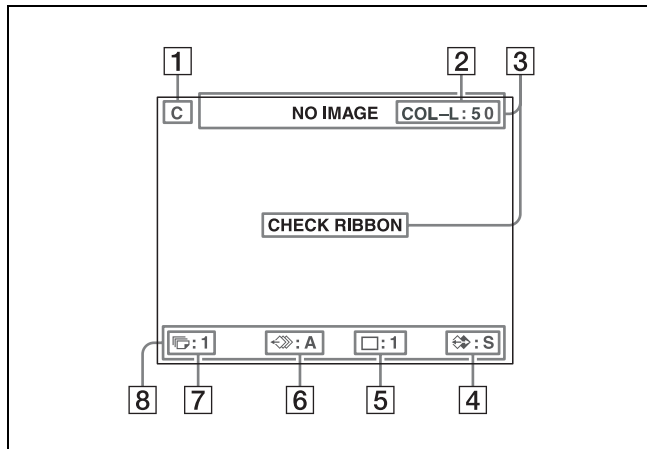 1 2 3
C NO IMAGE COL–L:50
CHECK RIBBON
:1 :A :1 :S
8 7 6 5 4